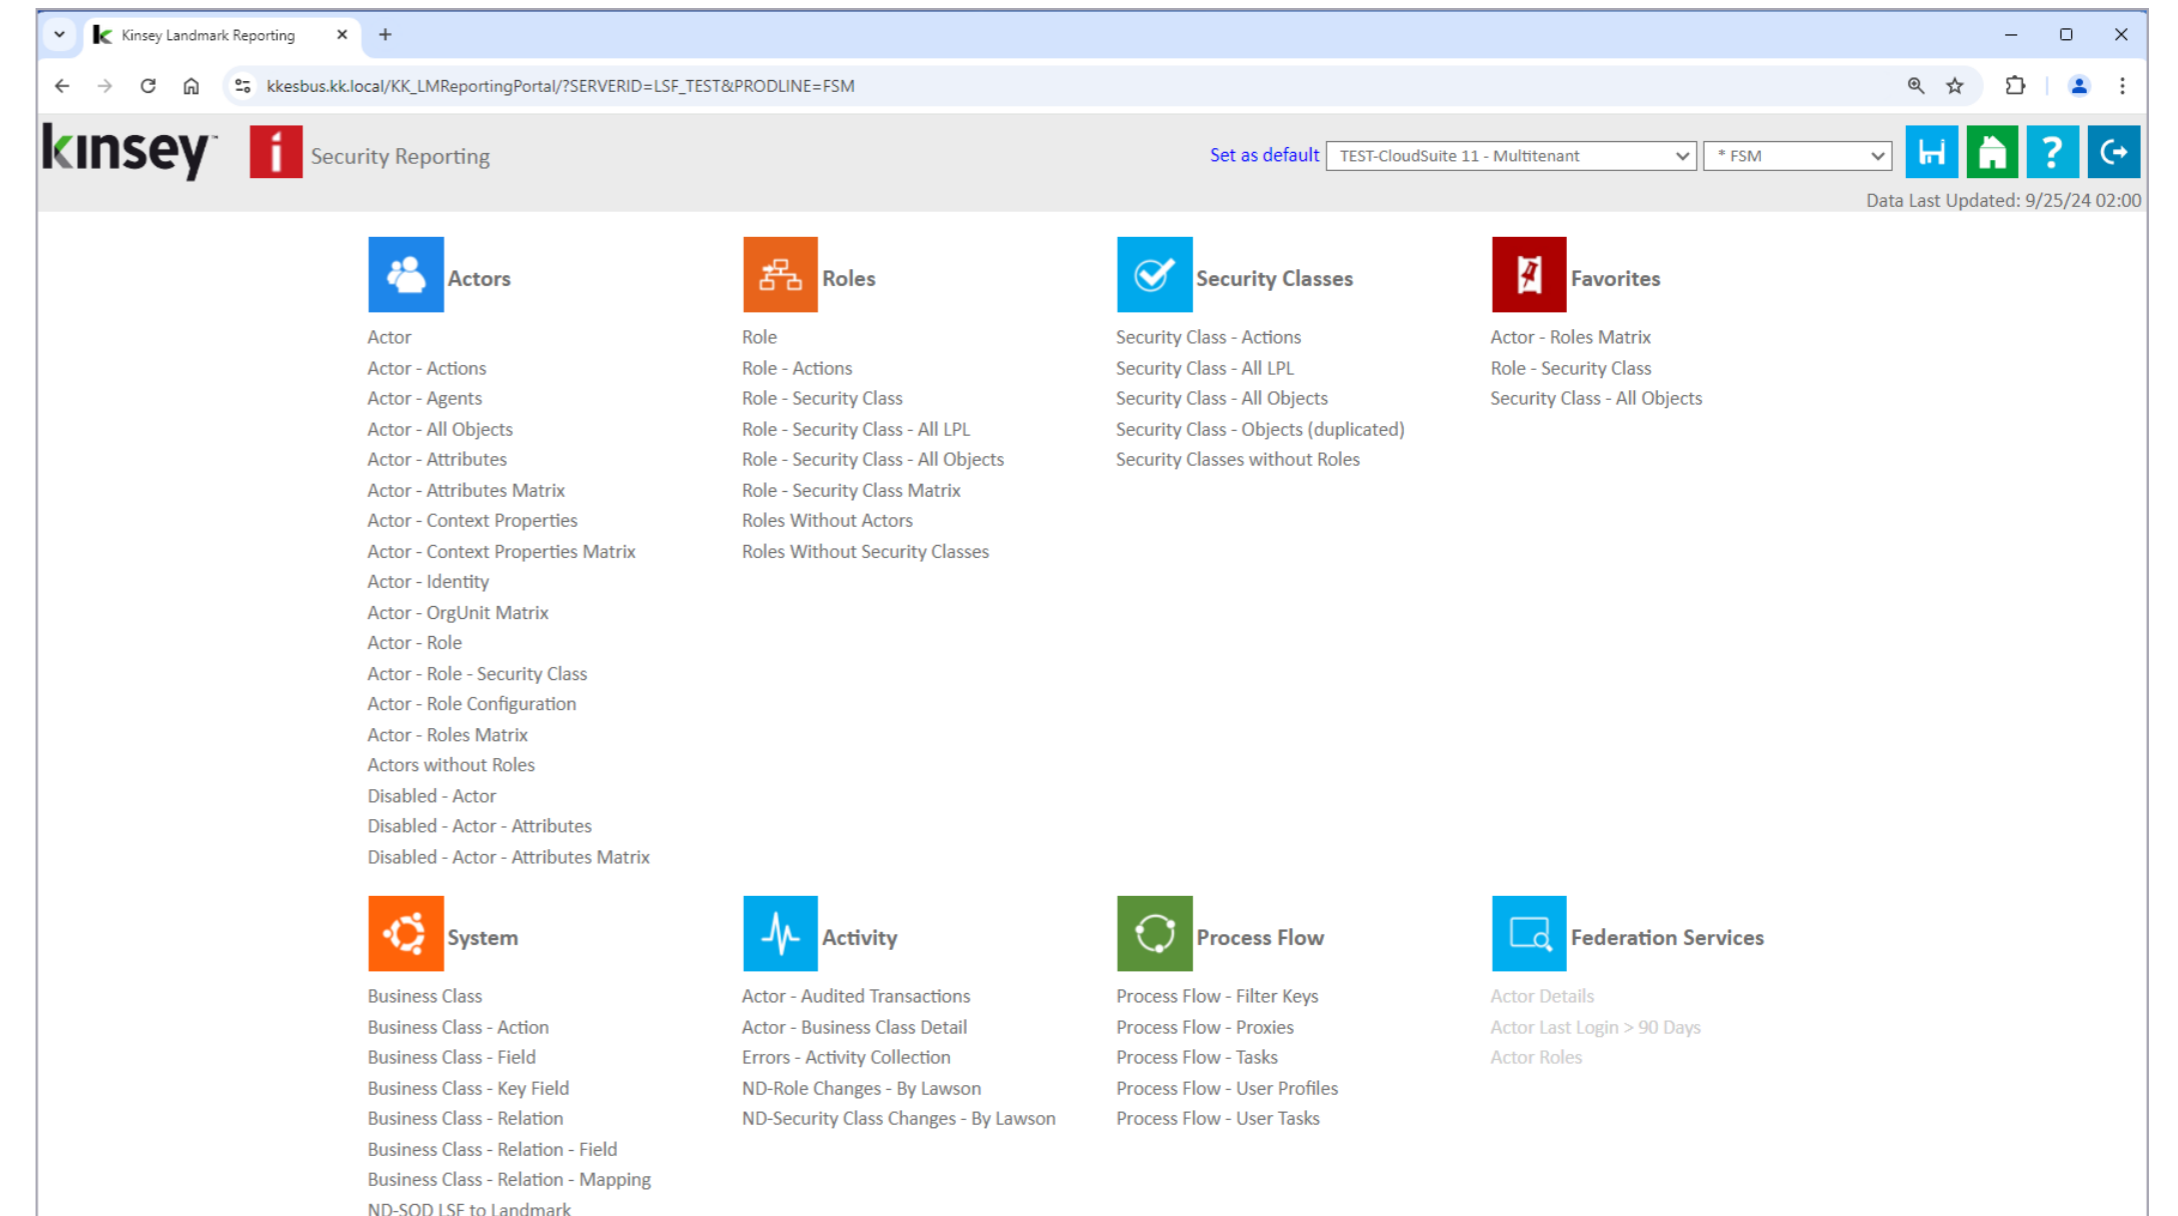 Kinsey Landmark Reporting
kkesbus.kk.local/KK_LMReportingPortal/?SERVERID=LSF_TEST&PRODLINE=FSM
kinsey™
i
Security Reporting
Set as default
TEST-CloudSuite 11 - Multitenant
* FSM
?
Data Last Updated: 9/25/24 02:00
Actors
Actor
Actor - Actions
Actor - Agents
Actor - All Objects
Actor - Attributes
Actor - Attributes Matrix
Actor - Context Properties
Actor - Context Properties Matrix
Actor - Identity
Actor - OrgUnit Matrix
Actor - Role
Actor - Role - Security Class
Actor - Role Configuration
Actor - Roles Matrix
Actors without Roles
Disabled - Actor
Disabled - Actor - Attributes
Disabled - Actor - Attributes Matrix
Roles
Role
Role - Actions
Role - Security Class
Role - Security Class - All LPL
Role - Security Class - All Objects
Role - Security Class Matrix
Roles Without Actors
Roles Without Security Classes
Security Classes
Security Class - Actions
Security Class - All LPL
Security Class - All Objects
Security Class - Objects (duplicated)
Security Classes without Roles
Favorites
Actor - Roles Matrix
Role - Security Class
Security Class - All Objects
System
Business Class
Business Class - Action
Business Class - Field
Business Class - Key Field
Business Class - Relation
Business Class - Relation - Field
Business Class - Relation - Mapping
ND-SOD LSF to Landmark
Activity
Actor - Audited Transactions
Actor - Business Class Detail
Errors - Activity Collection
ND-Role Changes - By Lawson
ND-Security Class Changes - By Lawson
Process Flow
Process Flow - Filter Keys
Process Flow - Proxies
Process Flow - Tasks
Process Flow - User Profiles
Process Flow - User Tasks
Federation Services
Actor Details
Actor Last Login > 90 Days
Actor Roles